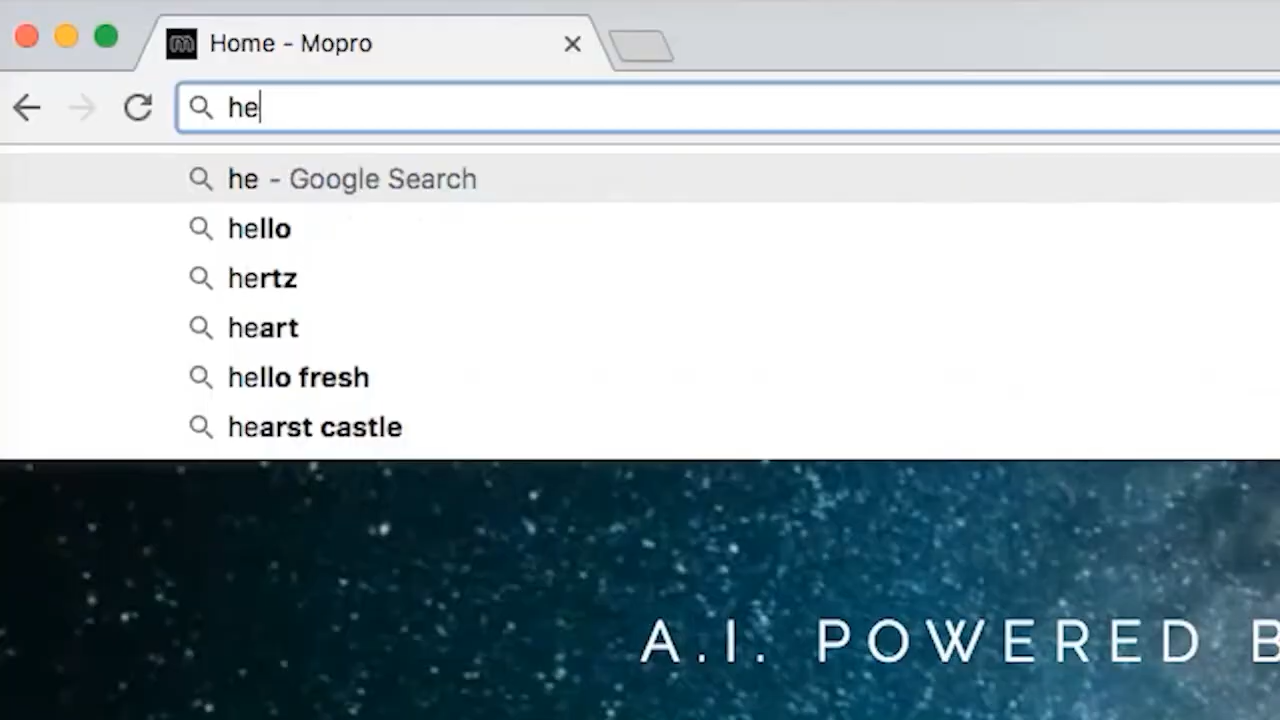 Home - Mopro
he
he - Google Search
hello
hertz
heart
hello fresh
hearst castle
A.I. POWERED B